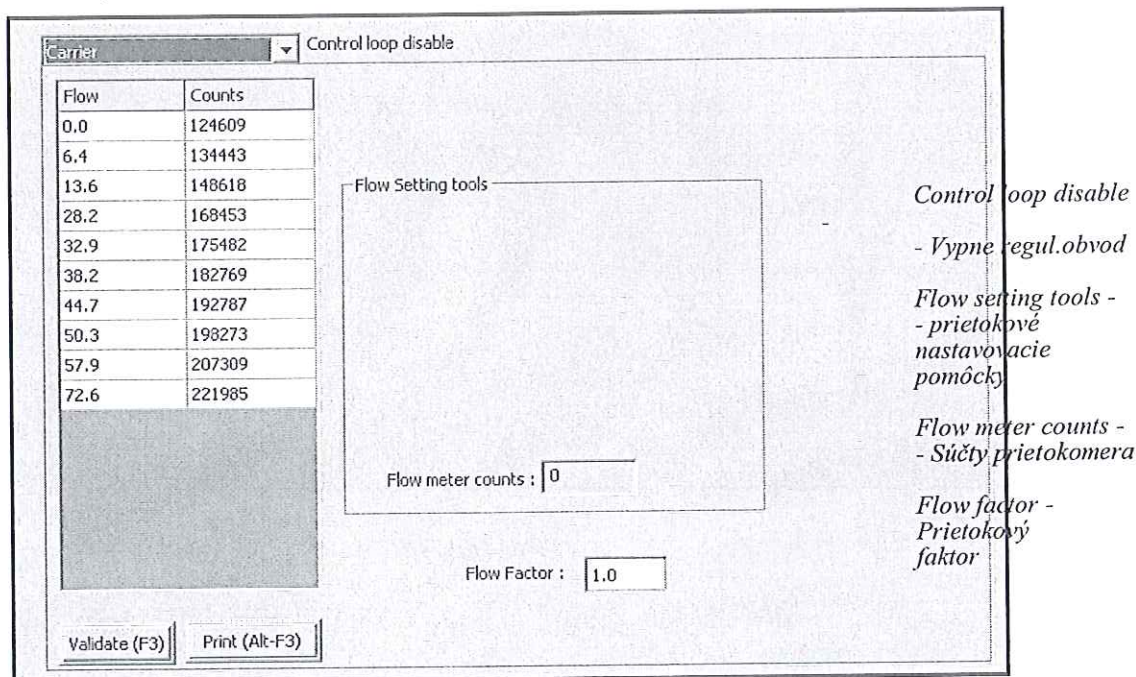 Carrier
Control loop disable
Flow Counts
0.0 124609
6.4 134443
13.6 148618
28.2 168453
32.9 175482
38.2 182769
44.7 192787
50.3 198273
57.9 207309
72.6 221985
Flow Setting tools
Flow meter counts : 0
Flow Factor : 1.0
Validate (F3) Print (Alt-F3)
Control loop disable
- Vypne regul.obvod
Flow setting tools -
- prietokové
nastavovacie
pomôcky
Flow meter counts -
- Súčty prietokomera
Flow factor -
Prietokový
faktor